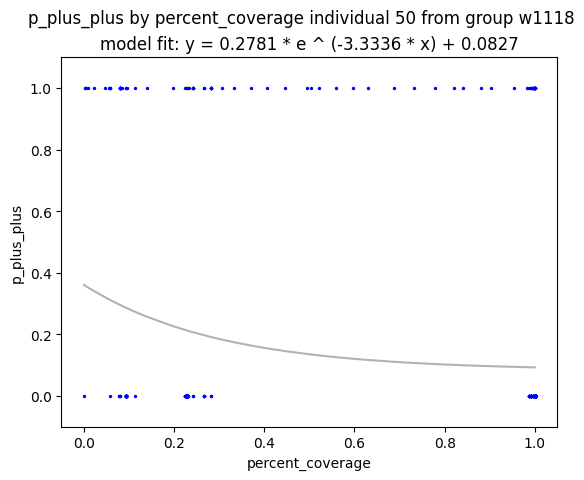 p_plus_plus by percent_coverage individual 50 from group w1118
model fit: y = 0.2781 * e ^ (-3.3336 * x) + 0.0827
1.0
0.8
0.6
0.4
0.2
0.0
p_plus_plus
0.0 0.2 0.4 0.6 0.8 1.0
percent_coverage